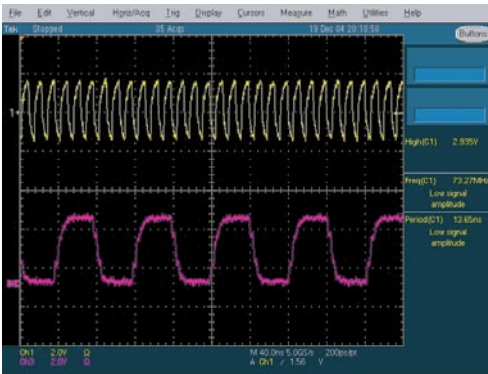 File Edit Vertical Horiz/Acq Trig Display Cursors Measure Math Utilities Help
Tek Stopped 35 Acqs 19 Dec 04 20:10:58 Buttons
1
High(C1) 2.935V
Freq(C1) 73.27MHz
Low signal
amplitude
Period(C1) 13.65ns
Low signal
amplitude
Ch1 2.0V Ω M 40.0ns 5.0GS/s 200ps/pt
Ch3 2.0V Ω A Ch1 / 1.56 V